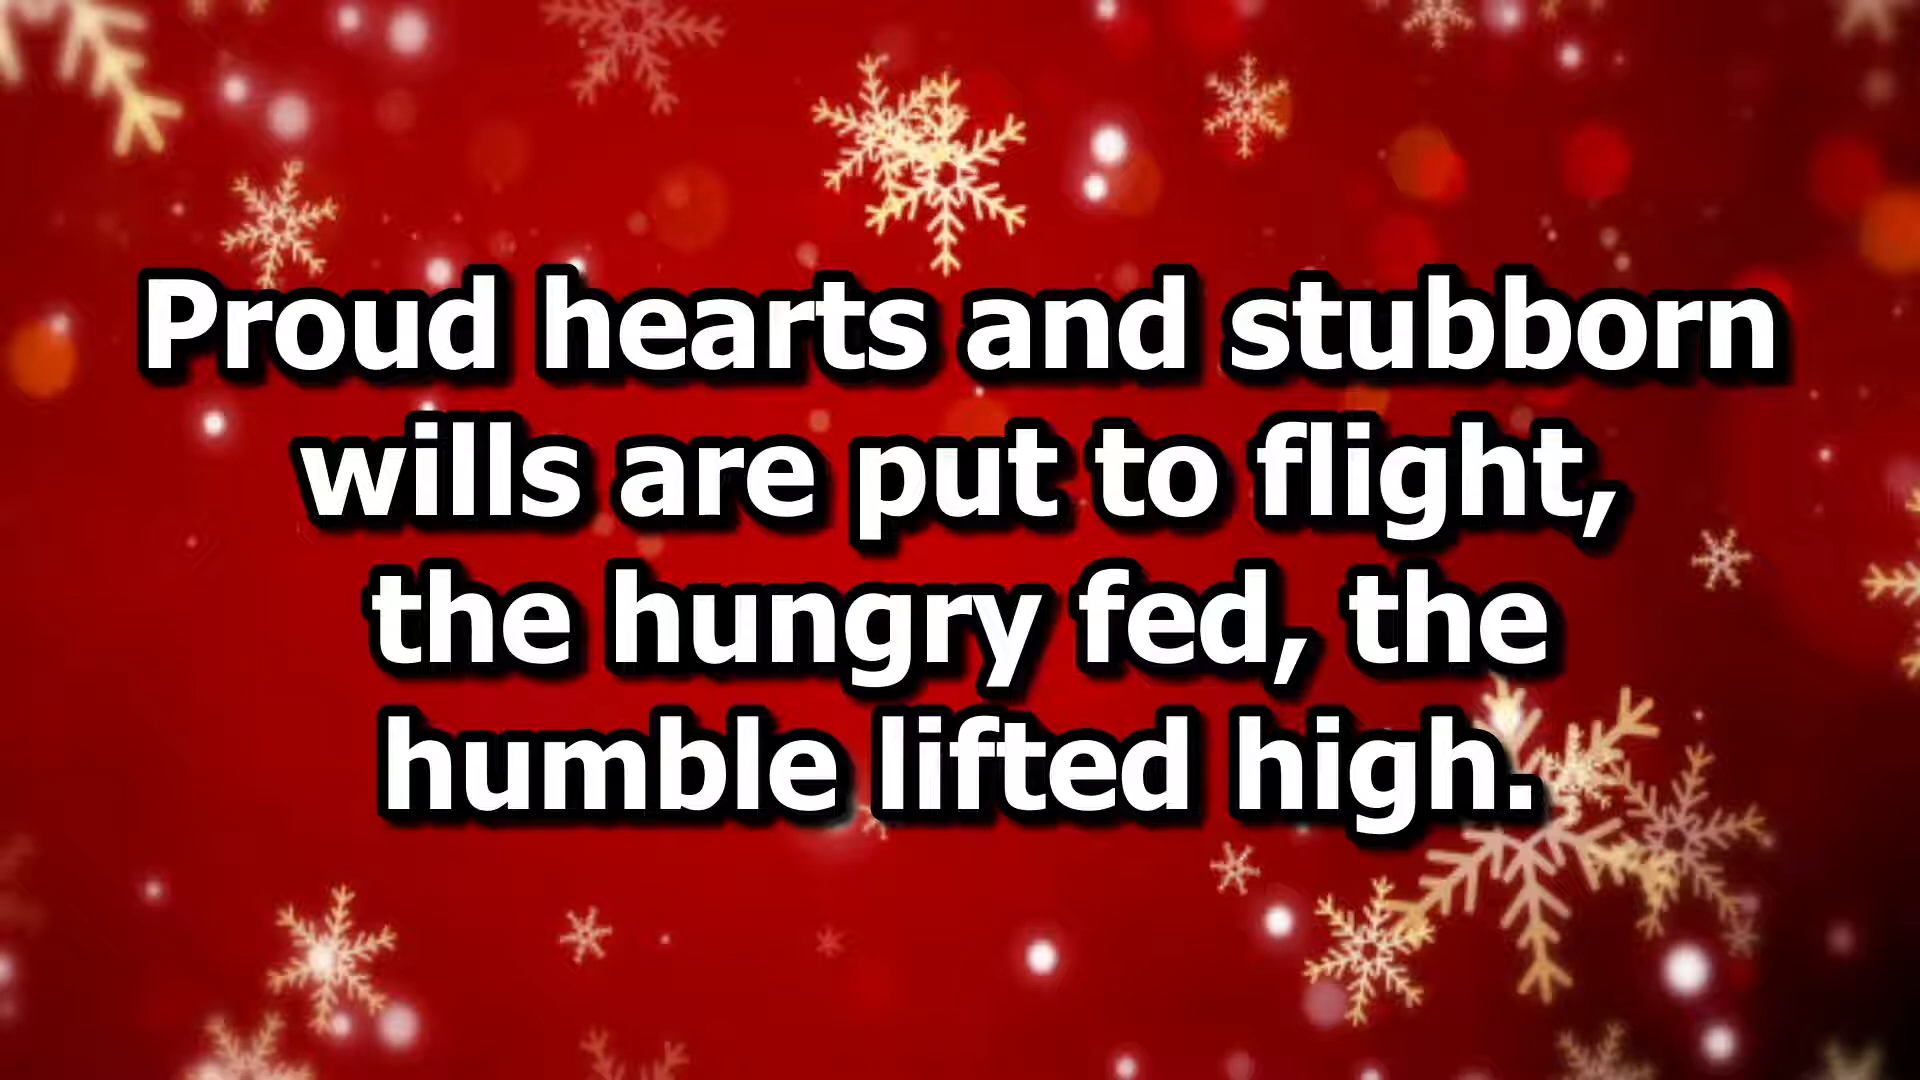 Proud hearts and stubborn
wills are put to flight,
the hungry fed, the
humble lifted high.